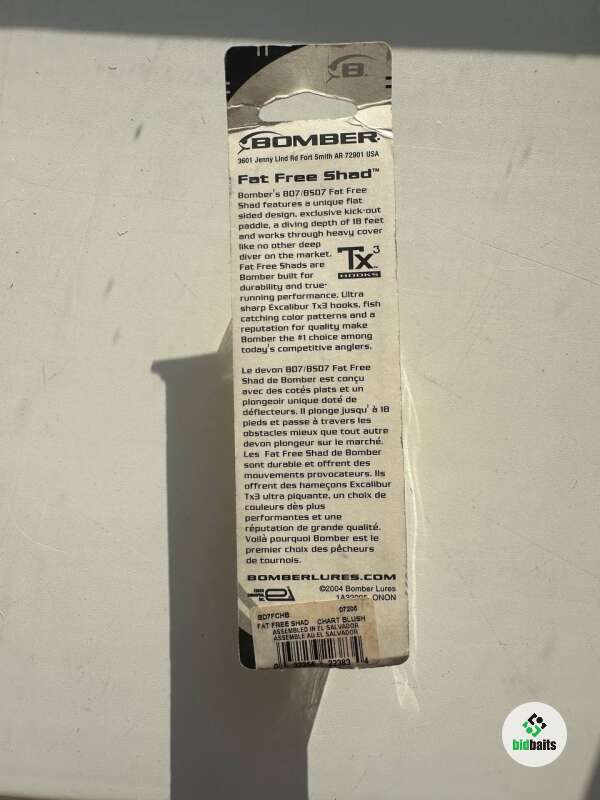 B
BOMBER
3601 Jenny Lind Rd Fort Smith AR 72901 USA
Fat Free Shad™
Bomber's B07/BS07 Fat Free
Shad features a unique flat
sided design, exclusive kick-out
paddle, a diving depth of 18 feet
and works through heavy cover
like no other deep
diver on the market.
Fat Free Shads are
Bomber built for
durability and true-
running performance. Ultra
Tx3
HOOKS
sharp Excalibur Tx3 hooks, fish
catching color patterns and a
reputation for quality make
Bomber the #1 choice among
today's competitive anglers.
Le devon B07/BS07 Fat Free
Shad de Bomber est conçu
avec des cotés plats et un
plongeoir unique doté de
déflecteurs. Il plonge jusqu' à 18
pieds et passe à travers les
obstacles mieux que tout autre
devon plongeur sur le marché.
Les Fat Free Shad de Bomber
sont durable et offrent des
mouvements provocateurs. Ils
offrent des hameçons Excalibur
Tx3 ultra piquante, un choix de
couleurs dès plus
performantes et une
réputation de grande qualité.
Voilà pourquoi Bomber est le
premier choix des pêcheurs
de tournois.
BOMBERLURES.COM
©2004 Bomber Lures
BD7FCHB 07206
FAT FREE SHAD CHART BLUSH
ASSEMBLED IN EL SALVADOR
ASSEMBLE AU EL SALVADOR
bidbaits